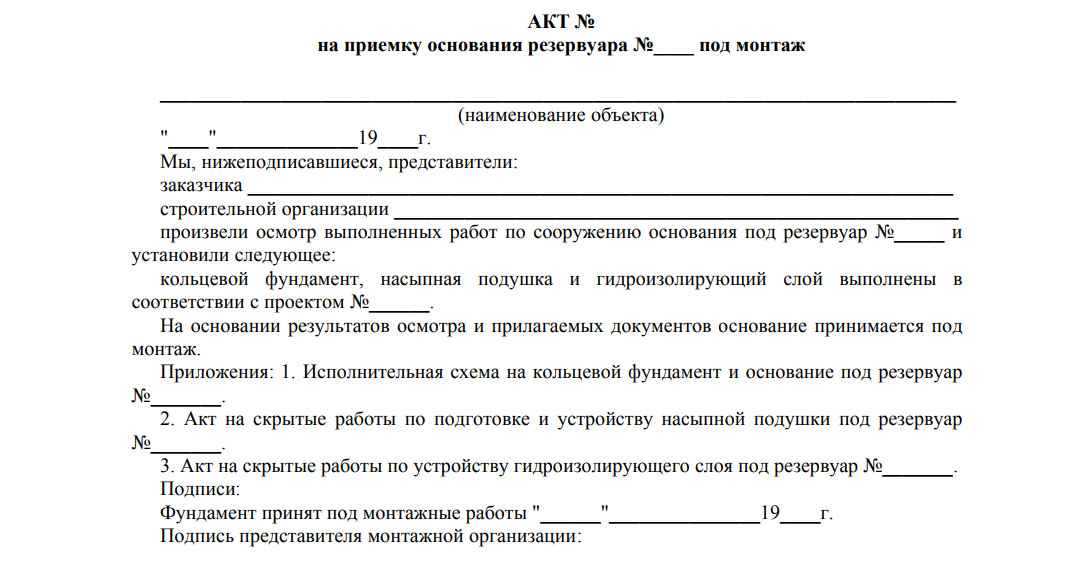 АКТ №
на приемку основания резервуара №____ под монтаж
________________________________________________________________________________
(наименование объекта)
"____"______________19____г.
Мы, нижеподписавшиеся, представители:
заказчика _______________________________________________________________________
строительной организации _________________________________________________________
произвели осмотр выполненных работ по сооружению основания под резервуар №_____ и
установили следующее:
кольцевой фундамент, насыпная подушка и гидроизолирующий слой выполнены в
соответствии с проектом №______.
На основании результатов осмотра и прилагаемых документов основание принимается под
монтаж.
Приложения: 1. Исполнительная схема на кольцевой фундамент и основание под резервуар
№_______.
2. Акт на скрытые работы по подготовке и устройству насыпной подушки под резервуар
№_______.
3. Акт на скрытые работы по устройству гидроизолирующего слоя под резервуар №_______.
Подписи:
Фундамент принят под монтажные работы "______"_______________19____г.
Подпись представителя монтажной организации: